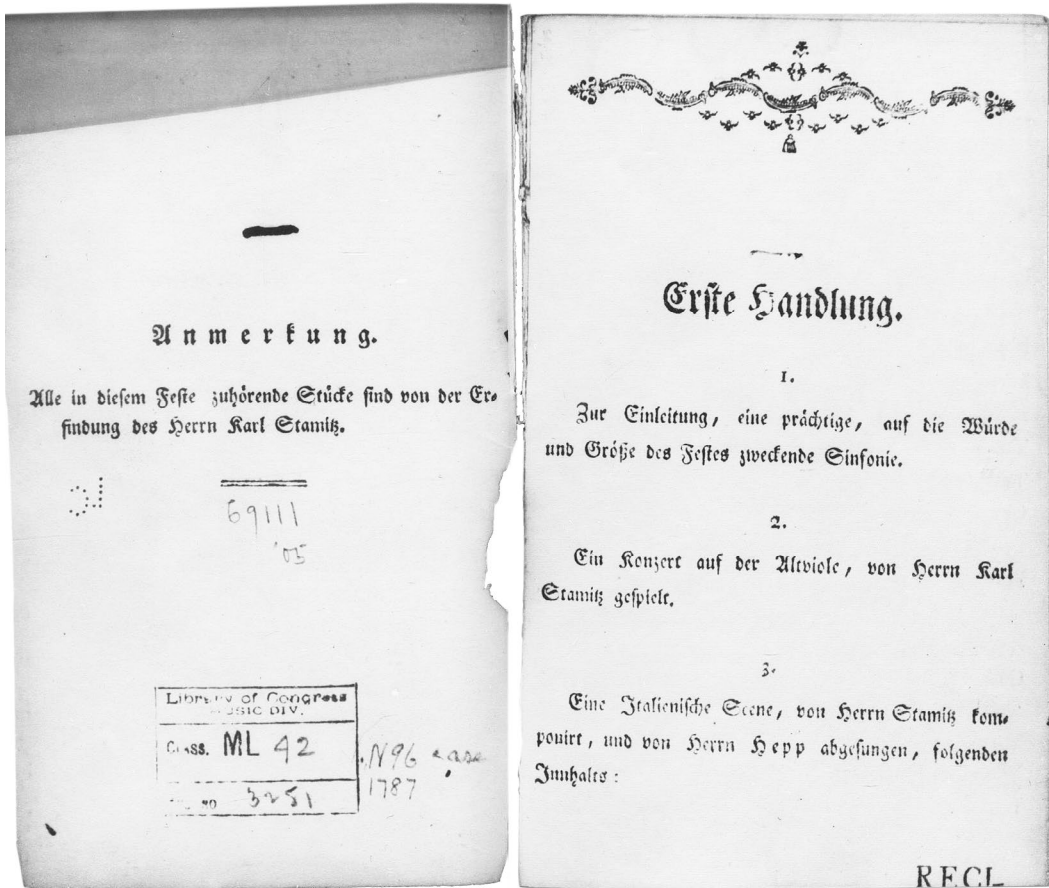 Anmerkung.
Alle in diesem Feste zuhörende Stücke sind von der Er-
findung des Herrn Karl Stamitz.
69111
'05
Library of Congress
MUSIC DIV.
Class. ML 42
.N96 case
1787
3251
Erste Handlung.
1.
Zur Einleitung, eine prächtige, auf die Würde
und Größe des Festes zweckende Sinfonie.
2.
Ein Konzert auf der Altviole, von Herrn Karl
Stamitz gespielt.
3.
Eine Italienische Scene, von Herrn Stamitz kom-
ponirt, und von Herrn Hepp abgesungen, folgenden
Innhalts:
RECI-